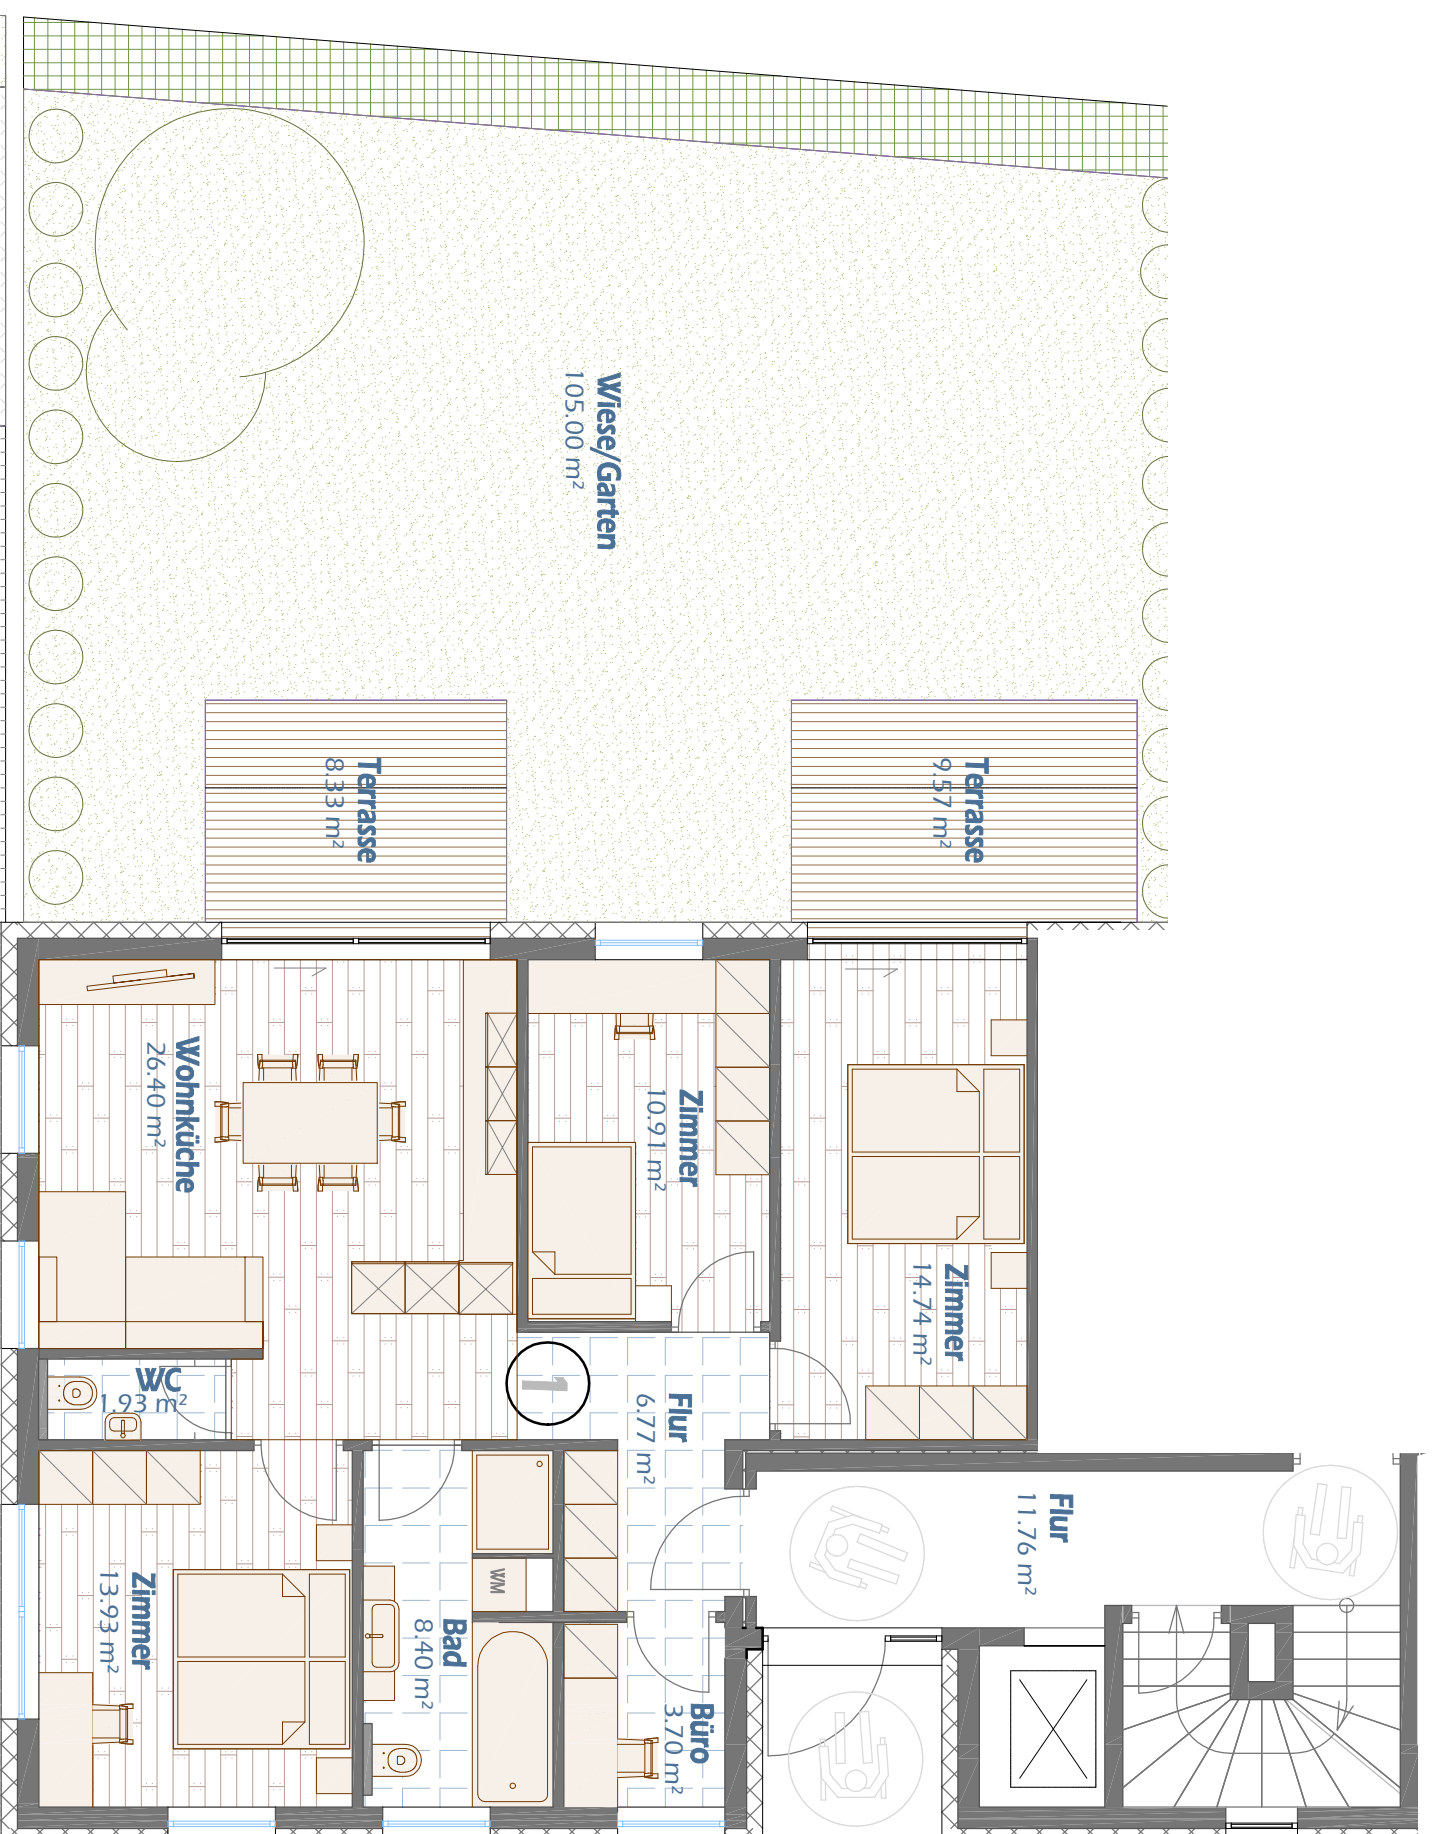 Wiese/Garten
105.00 m²
Terrasse
8.33 m²
Terrasse
9.57 m²
Wohnküche
26.40 m²
Zimmer
10.91 m²
Zimmer
14.74 m²
WC
1.93 m²
1
Flur
6.77 m²
Flur
11.76 m²
Zimmer
13.93 m²
WM
Bad
8.40 m²
Büro
3.70 m²